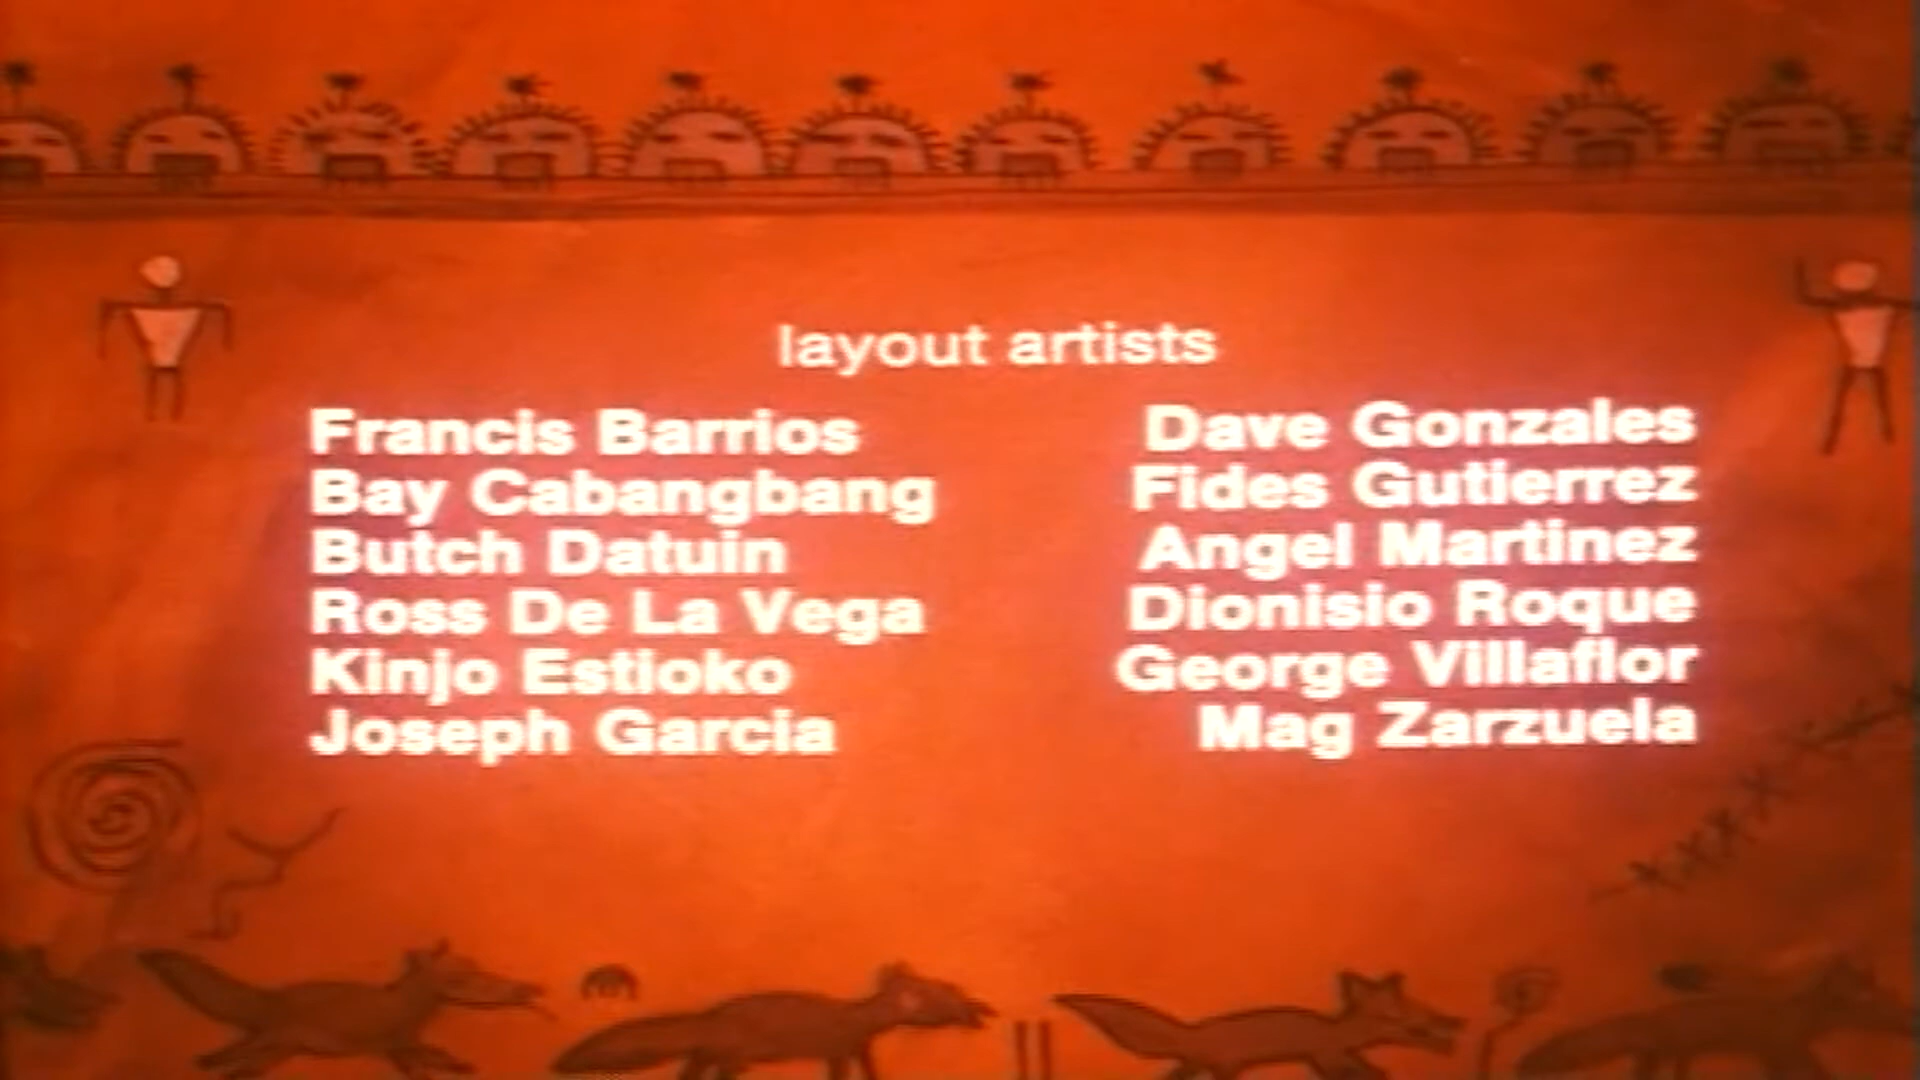 layout artists
Francis Barrios
Bay Cabangbang
Butch Datuin
Ross De La Vega
Kinjo Estioko
Joseph Garcia
Dave Gonzales
Fides Gutierrez
Angel Martinez
Dionisio Roque
George Villaflor
Mag Zarzuela